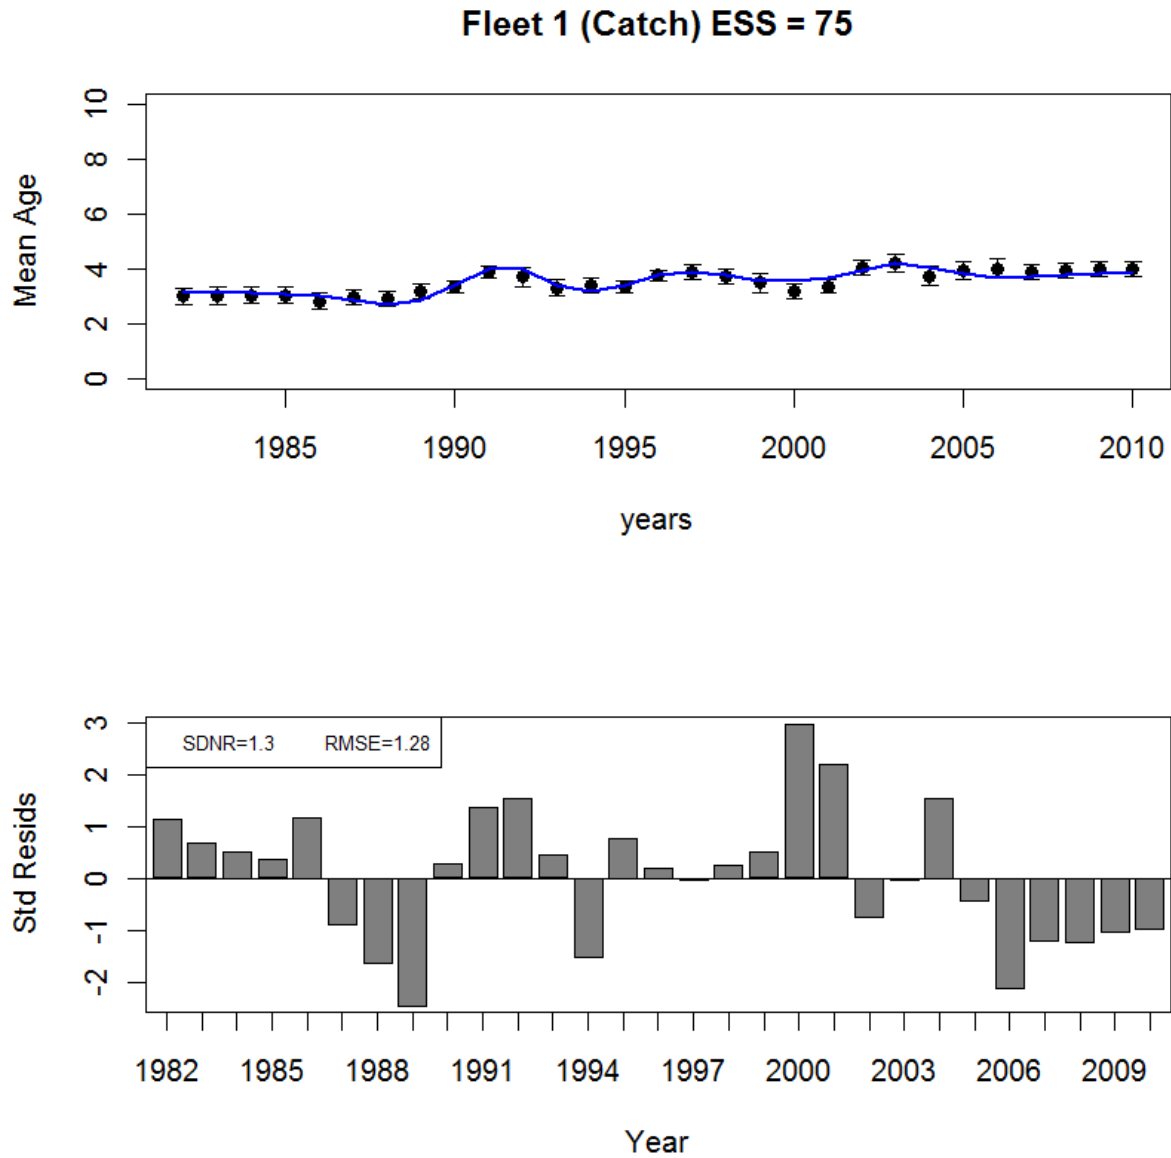 Fleet 1 (Catch) ESS = 75
10
8
6
4
2
0
Mean Age
1985 1990 1995 2000 2005 2010
years
SDNR=1.3 RMSE=1.28
3
2
1
0
-1
-2
Std Resids
1982 1985 1988 1991 1994 1997 2000 2003 2006 2009
Year